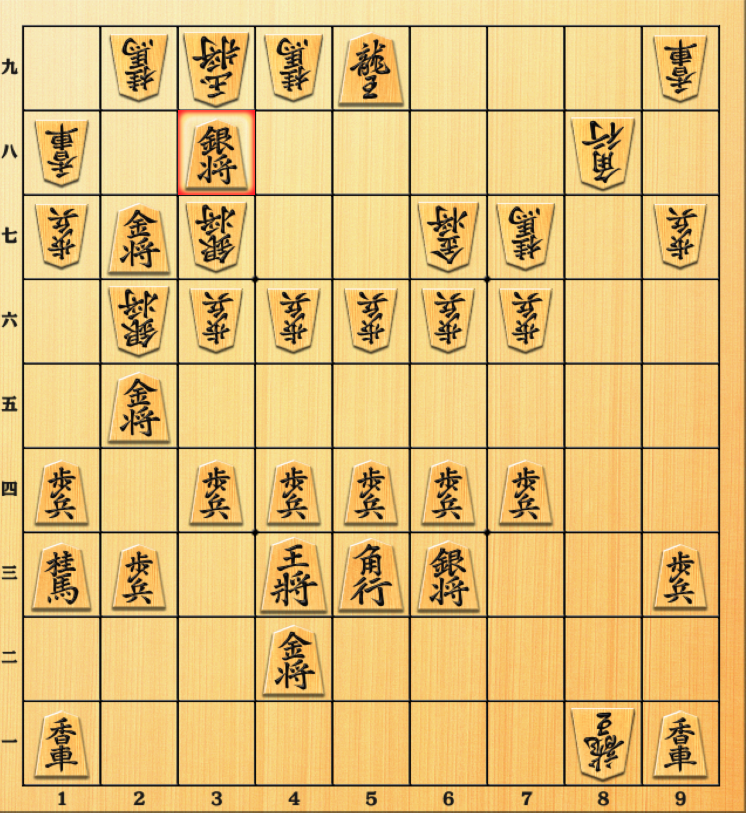 九 桂馬 玉将 桂馬 龍王 香車
八 香車 銀将 角行
七 歩兵 金将 銀将 金将 桂馬 歩兵
六 銀将 歩兵 歩兵 歩兵 歩兵 歩兵
五 金将
四 歩兵 歩兵 歩兵 歩兵 歩兵 歩兵
三 桂馬 歩兵 王将 角行 銀将 歩兵
二 金将
一 香車 龍王 香車
1 2 3 4 5 6 7 8 9